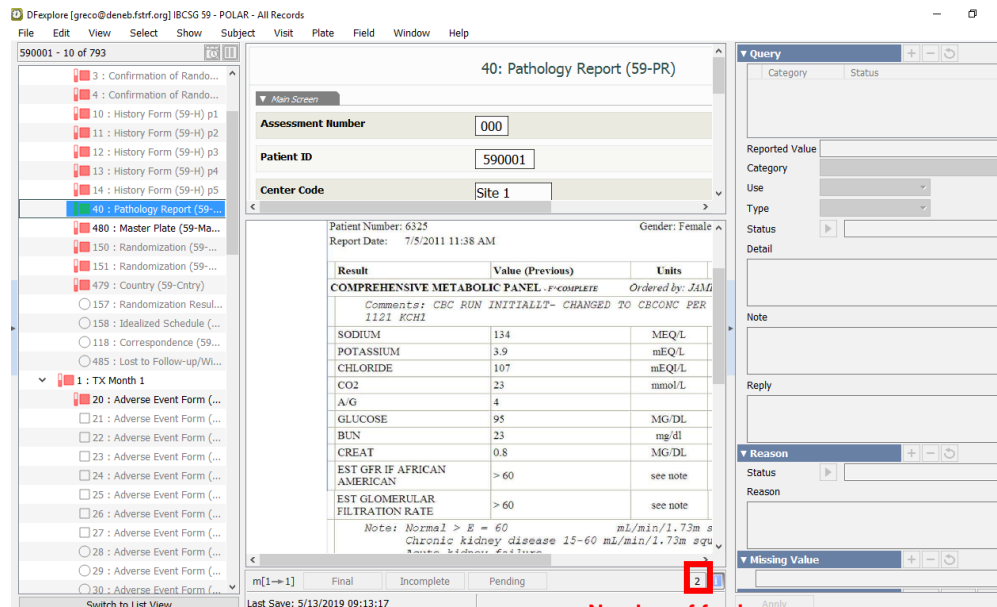 DFexplore [greco@deneb.fstrf.org] IBCSG 59 - POLAR - All Records
File Edit View Select Show Subject Visit Plate Field Window Help
590001 - 10 of 793
3 : Confirmation of Rando...
4 : Confirmation of Rando...
10 : History Form (59-H) p1
11 : History Form (59-H) p2
12 : History Form (59-H) p3
13 : History Form (59-H) p4
14 : History Form (59-H) p5
40 : Pathology Report (59-...
480 : Master Plate (59-Ma...
150 : Randomization (59-...
151 : Randomization (59-...
479 : Country (59-Cntry)
157 : Randomization Resul...
158 : Idealized Schedule (...
118 : Correspondence (59...
485 : Lost to Follow-up/Wi...
1 : TX Month 1
20 : Adverse Event Form (...
21 : Adverse Event Form (...
22 : Adverse Event Form (...
23 : Adverse Event Form (...
24 : Adverse Event Form (...
25 : Adverse Event Form (...
26 : Adverse Event Form (...
27 : Adverse Event Form (...
28 : Adverse Event Form (...
29 : Adverse Event Form (...
30 : Adverse Event Form (...
Switch to List View
40: Pathology Report (59-PR)
Main Screen
Assessment Number 000
Patient ID 590001
Center Code Site 1
Patient Number: 6325 Gender: Female
Report Date: 7/5/2011 11:38 AM
Result Value (Previous) Units
COMPREHENSIVE METABOLIC PANEL - F*COMPLETE Ordered by: JAMI
Comments: CBC RUN INITIALLT- CHANGED TO CBCONC PER
1121 KCH1
SODIUM 134 MEQ/L
POTASSIUM 3.9 mEQ/L
CHLORIDE 107 mEQI/L
CO2 23 mmol/L
A/G 4
GLUCOSE 95 MG/DL
BUN 23 mg/dl
CREAT 0.8 MG/DL
EST GFR IF AFRICAN
AMERICAN > 60 see note
EST GLOMERULAR
FILTRATION RATE > 60 see note
Note: Normal > E = 60 mL/min/1.73m s
Chronic kidney disease 15-60 mL/min/1.73m squ
m[1→1] Final Incomplete Pending 2
Last Save: 5/13/2019 09:13:17
Query
Category Status
Reported Value
Category
Use
Type
Status
Detail
Note
Reply
Reason
Status
Reason
Missing Value
Apply